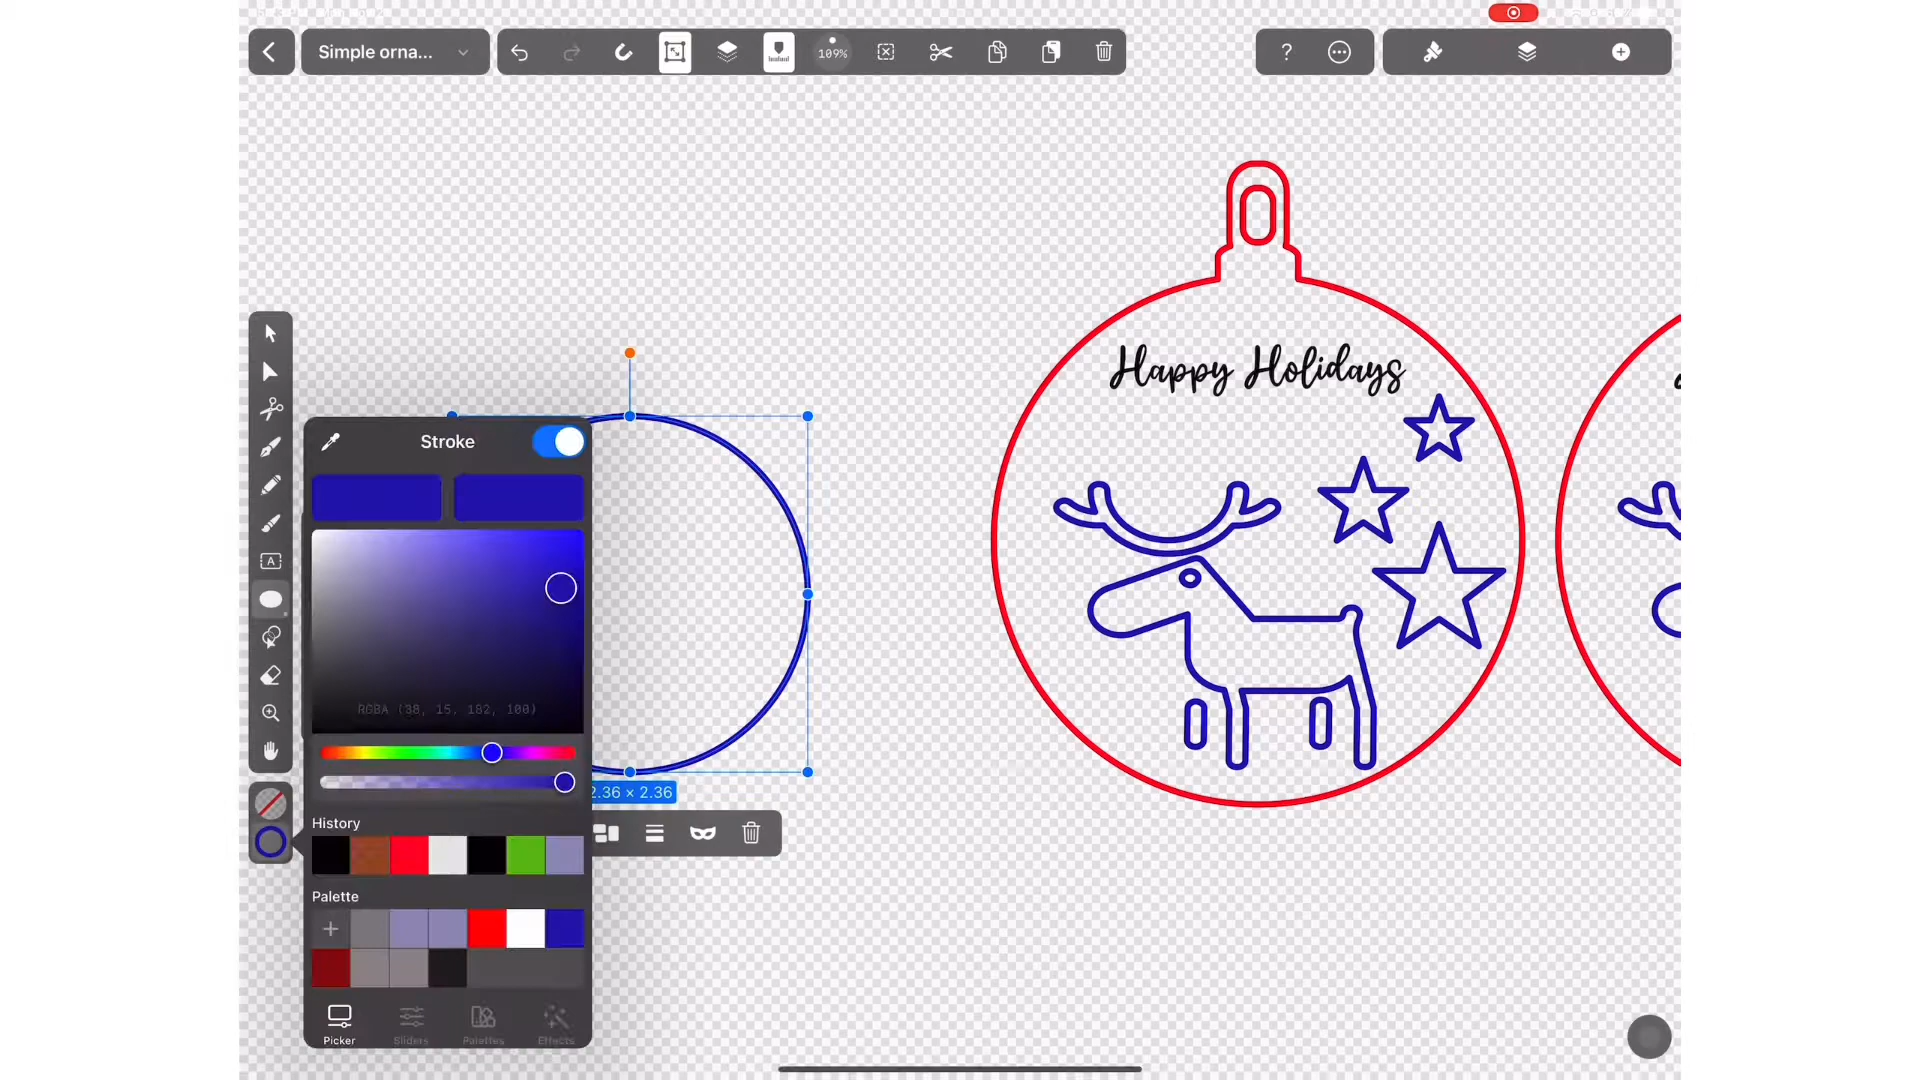 Simple orna...
109%
?
Happy Holidays
Stroke
A
RGBA (38, 15. 182, 100)
2.36 × 2.36
History
Palette
+
Picker
Sliders
Palettes
Effects